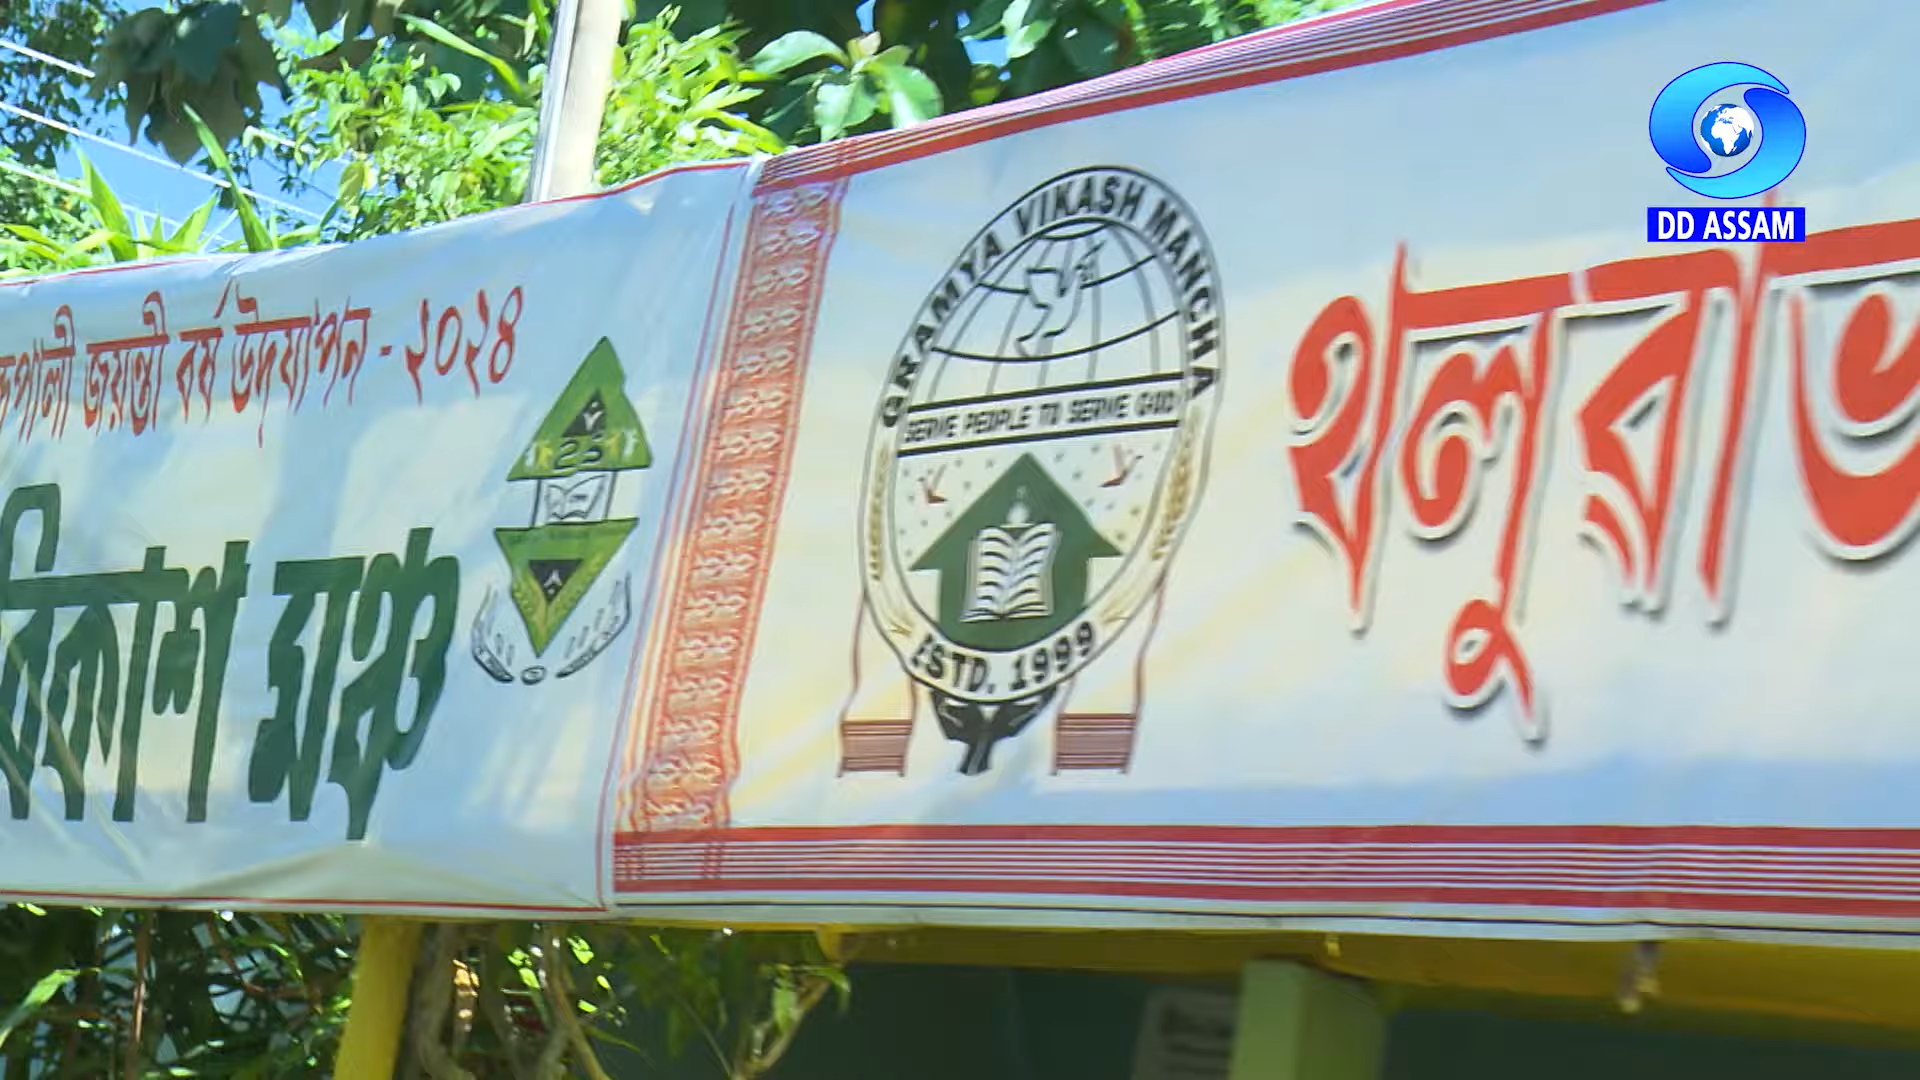 DD ASSAM
ৰূপালী জয়ন্তী বৰ্ষ উদযাপন - ২০২৪
বিকাশ মঞ্চ
25
GRAMYA VIKASH MANCHA
SERVE PEOPLE TO SERVE GOD
ESTD. 1999
থলুৱা